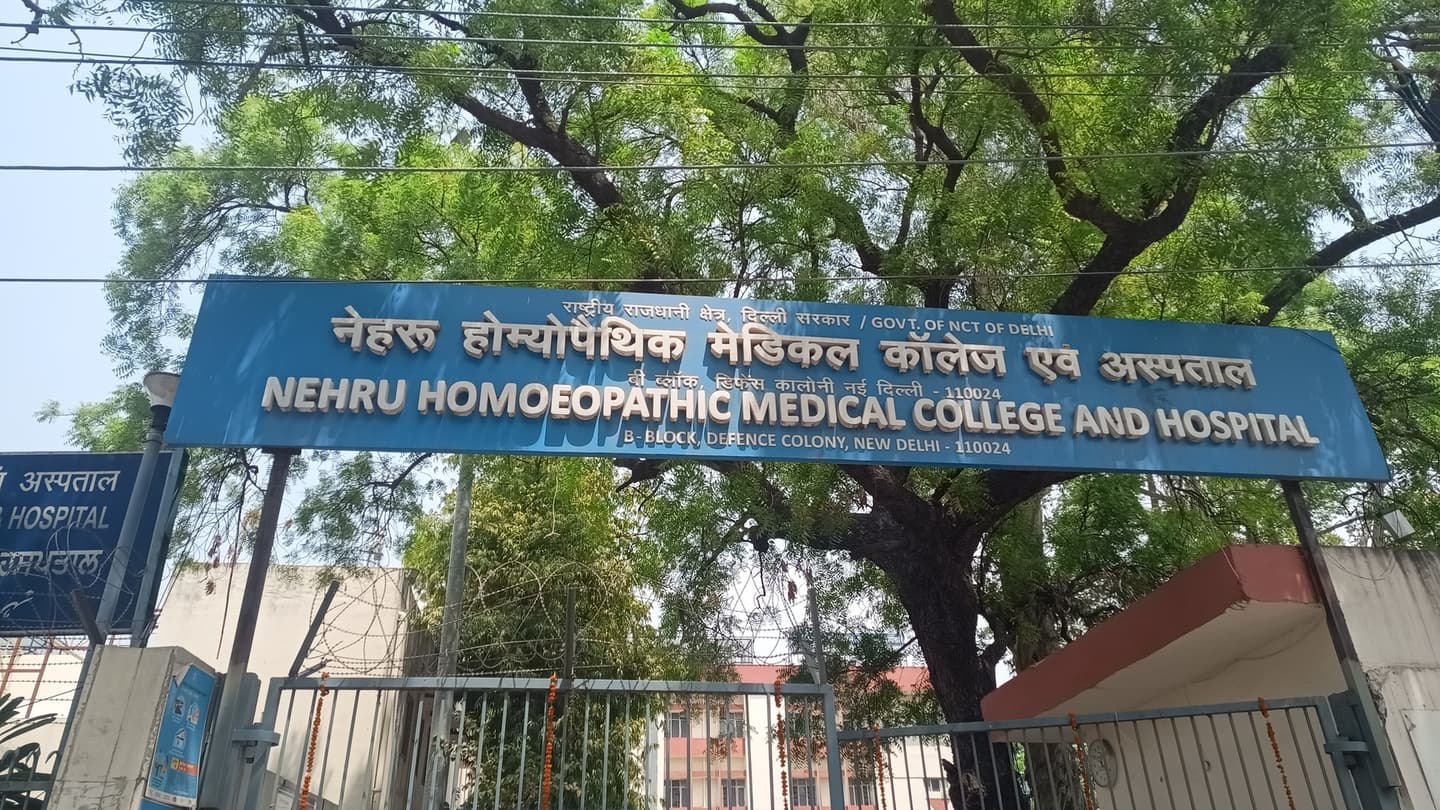 राष्ट्रीय राजधानी क्षेत्र, दिल्ली सरकार / GOVT. OF NCT OF DELHI
नेहरू होम्योपैथिक मेडिकल कॉलेज एवं अस्पताल
बी ब्लॉक, डिफेंस कालोनी नई दिल्ली - 110024
NEHRU HOMOEOPATHIC MEDICAL COLLEGE AND HOSPITAL
B- BLOCK, DEFENCE COLONY, NEW DELHI - 110024
अस्पताल
HOSPITAL